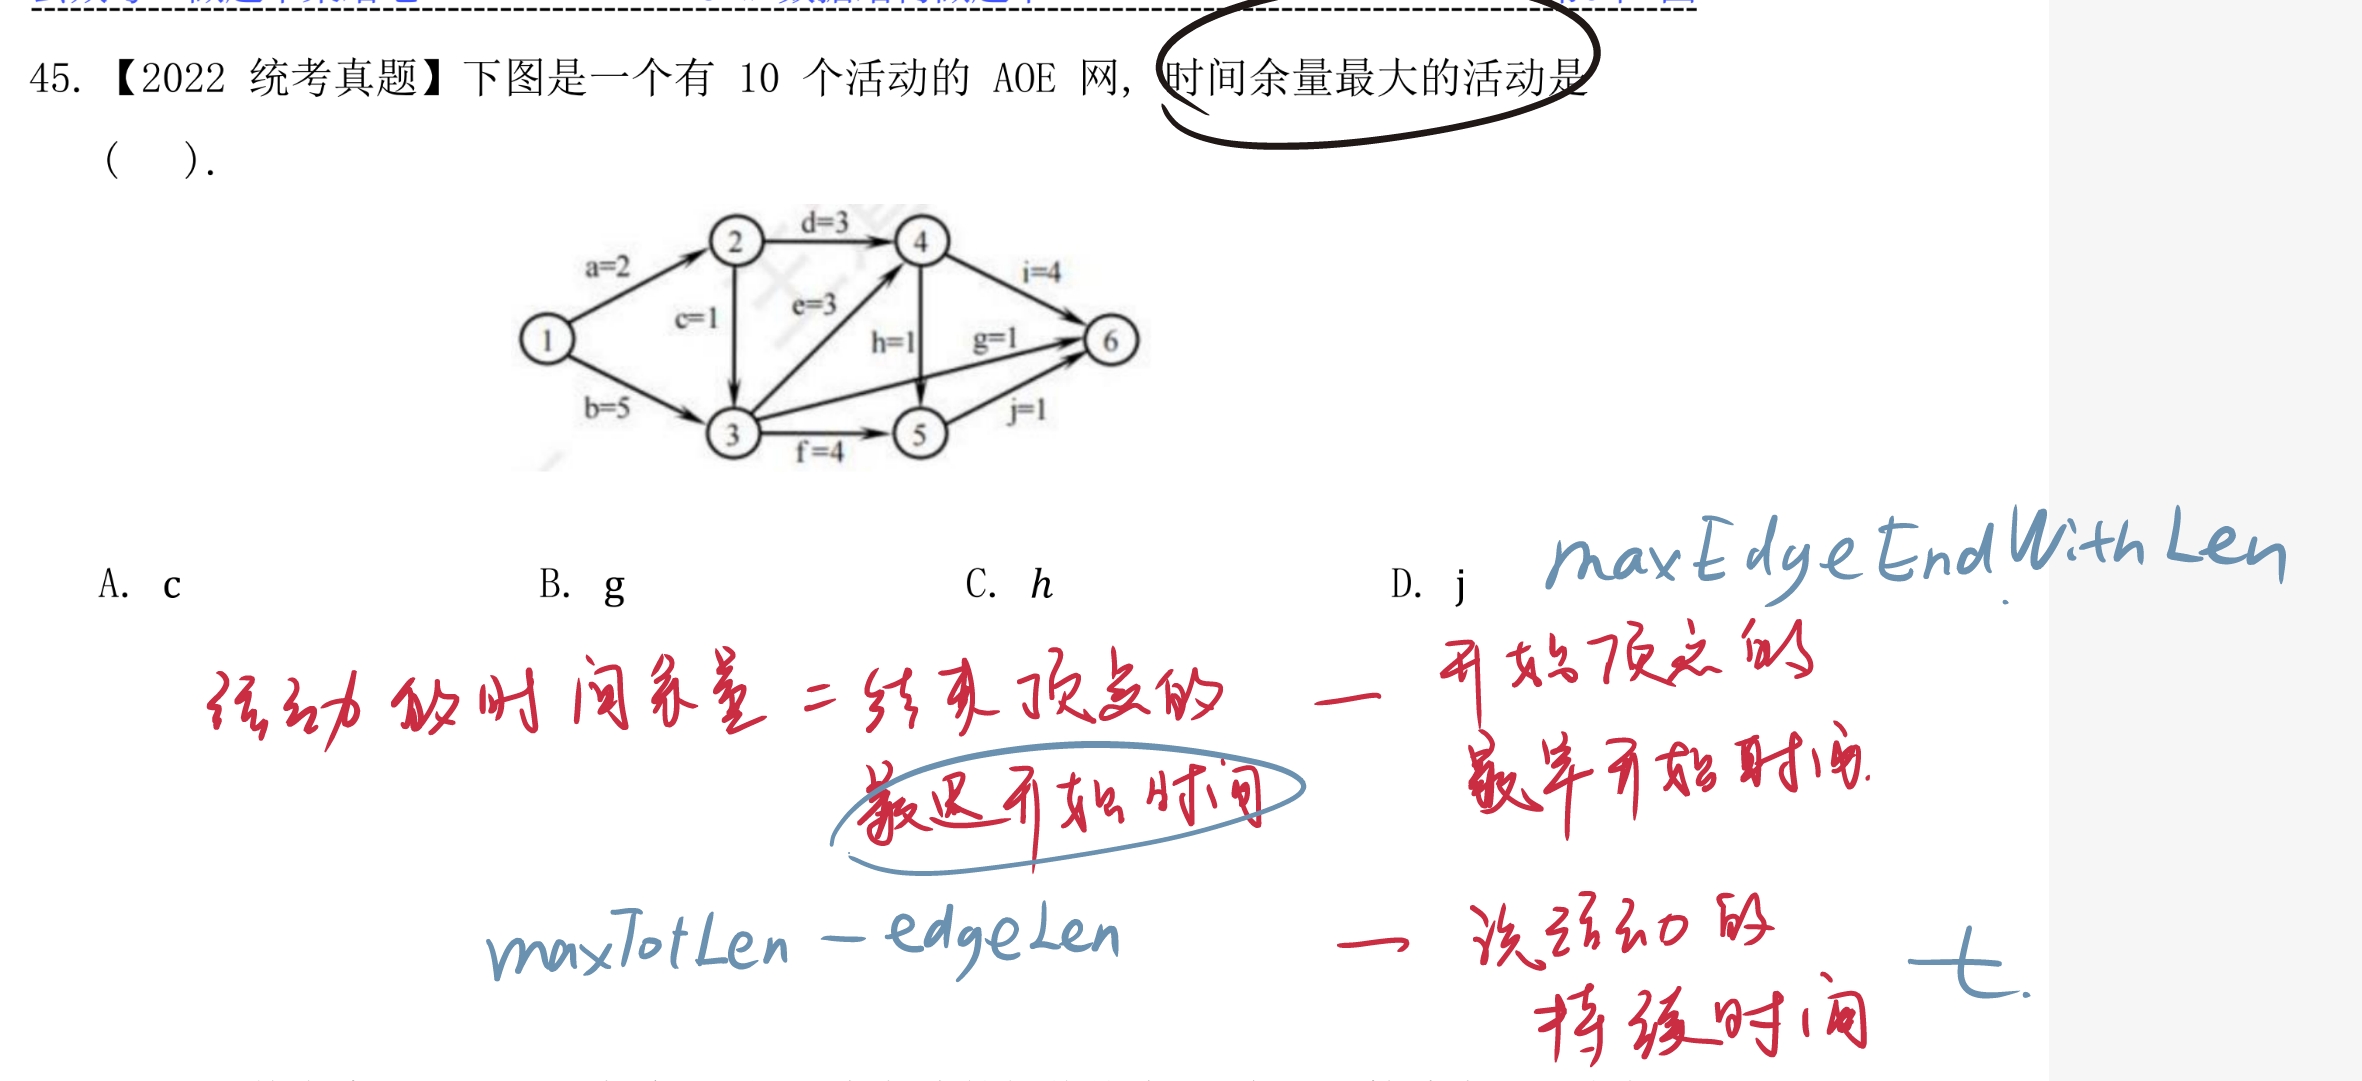 45. 【2022 统考真题】下图是一个有 10 个活动的 AOE 网, 时间余量最大的活动是
( ).
d=3
2
4
a=2
i=4
e=3
c=1
1
h=1
g=1
6
b=5
j=1
3
5
f=4
A. c B. g C. h D. j
maxEdgeEndWithLen
活动的时间余量 = 结束顶点的 — 开始顶点的
最迟开始时间 最早开始时间.
maxTotLen — edgeLen — 该活动的 t.
持续时间